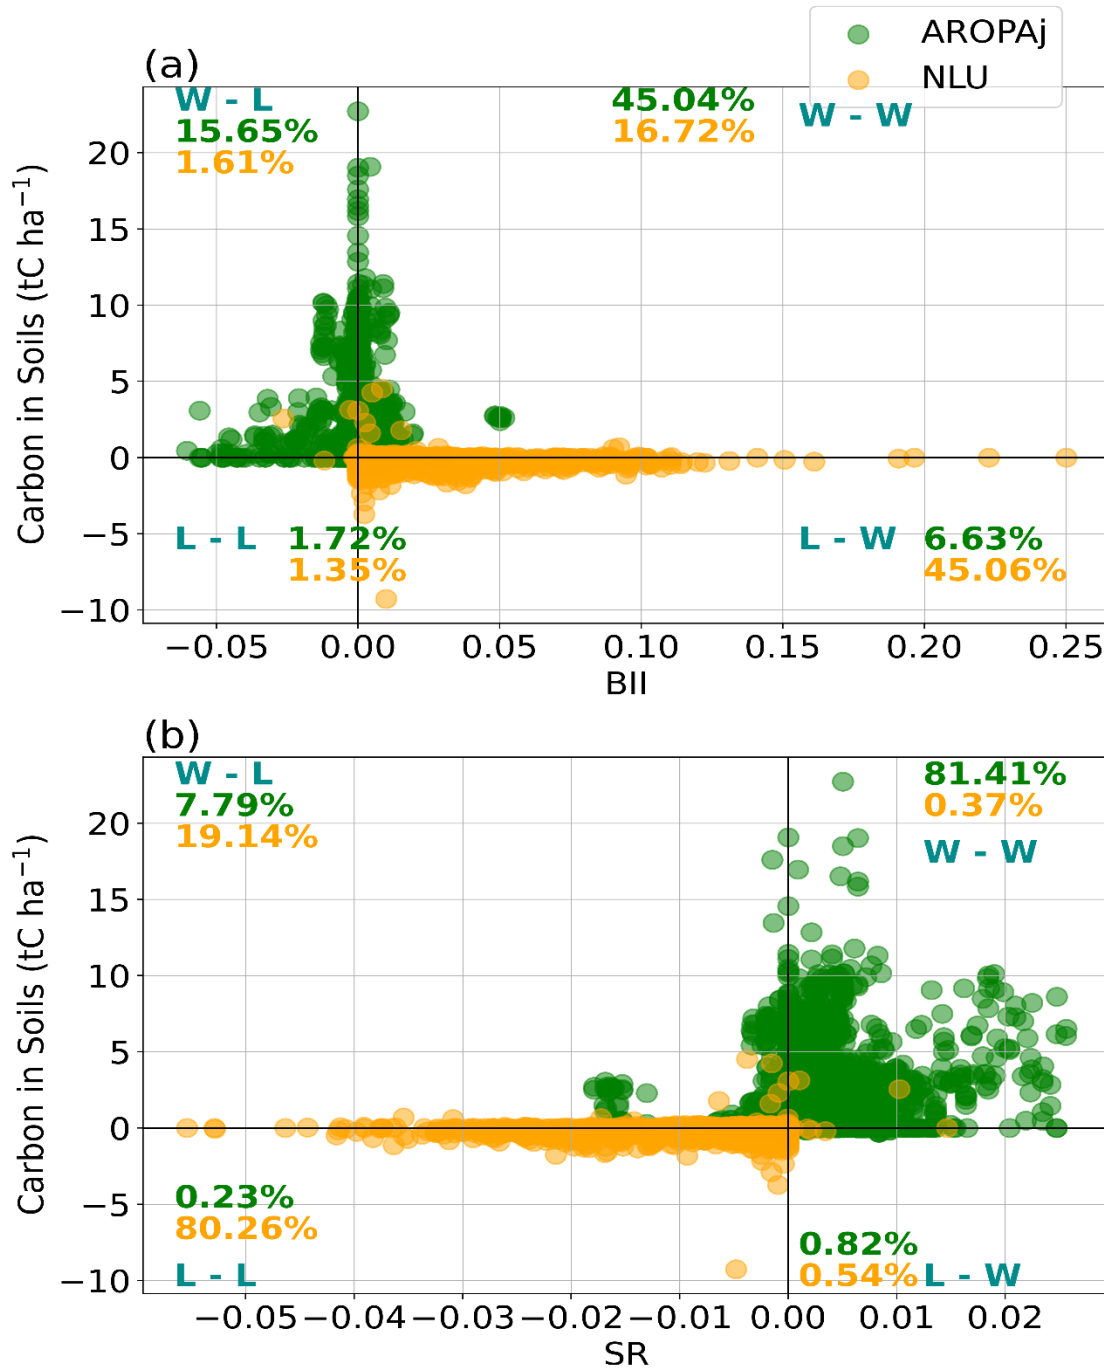 AROPAj
NLU
(a)
W - L
15.65%
1.61%
45.04%
16.72%
W - W
Carbon in Soils (tC ha⁻¹)
20
15
10
5
0
−5
−10
L - L
1.72%
1.35%
L - W
6.63%
45.06%
−0.05 0.00 0.05 0.10 0.15 0.20 0.25
BII
(b)
W - L
7.79%
19.14%
81.41%
0.37%
W - W
Carbon in Soils (tC ha⁻¹)
20
15
10
5
0
−5
−10
0.23%
80.26%
L - L
0.82%
0.54%
L - W
−0.05 −0.04 −0.03 −0.02 −0.01 0.00 0.01 0.02
SR